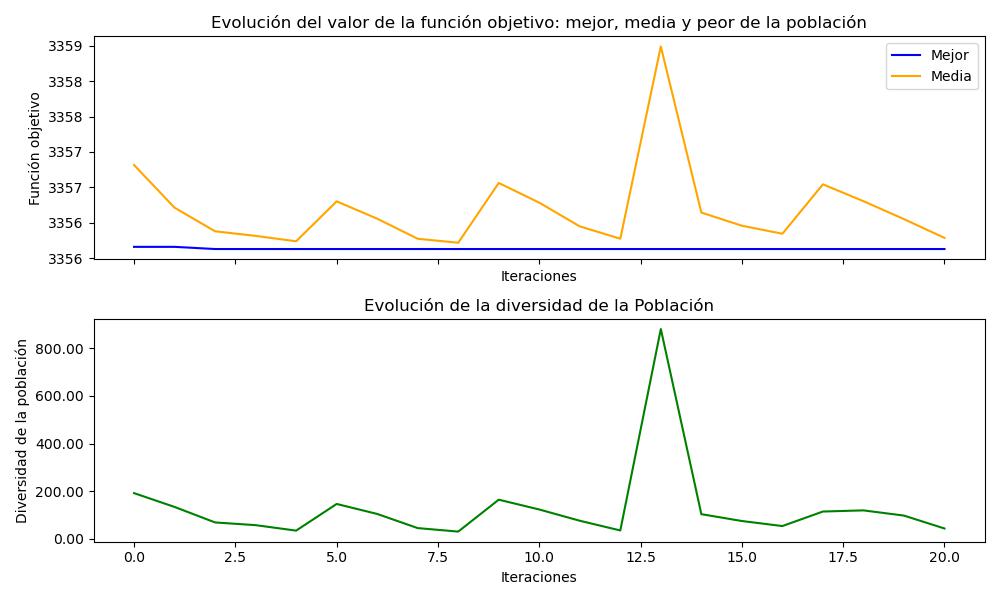 Evolución del valor de la función objetivo: mejor, media y peor de la población
3359
3358
3358
3357
3357
3356
3356
Función objetivo
Mejor
Media
Iteraciones
Evolución de la diversidad de la Población
800.00
600.00
400.00
200.00
0.00
Diversidad de la población
0.0 2.5 5.0 7.5 10.0 12.5 15.0 17.5 20.0
Iteraciones